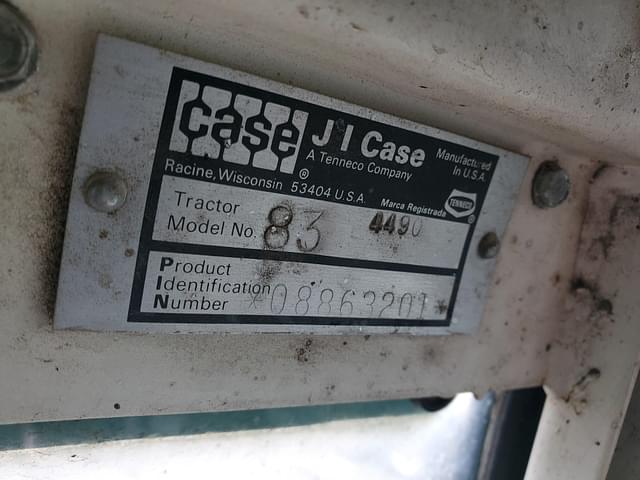 case
J I Case
A Tenneco Company
Manufactured
In U.S.A.
Racine, Wisconsin 53404 U.S.A.
Marca Registrada
TENNECO
®
Tractor
Model No. 83 4490
Product
Identification
Number *08863201*